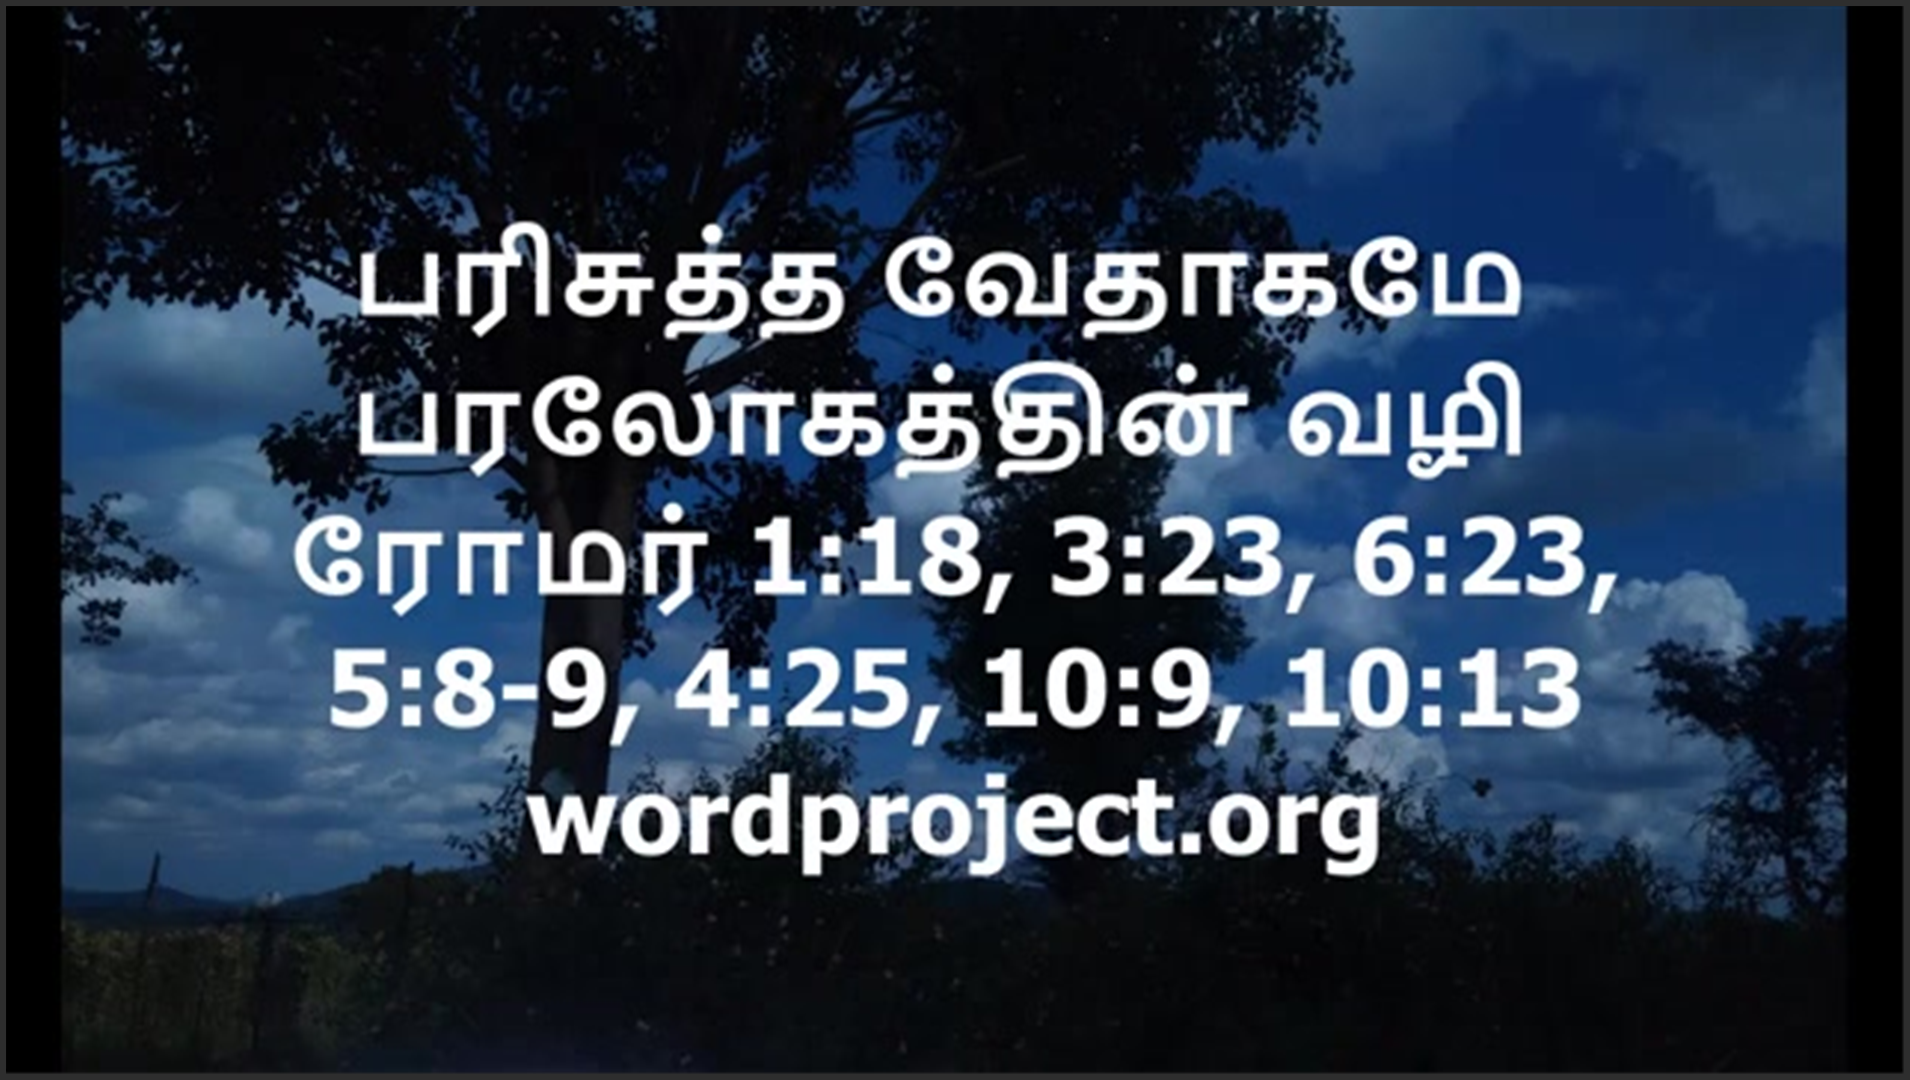 பரிசுத்த வேதாகமே
பரலோகத்தின் வழி
ரோமர் 1:18, 3:23, 6:23,
5:8-9, 4:25, 10:9, 10:13
wordproject.org